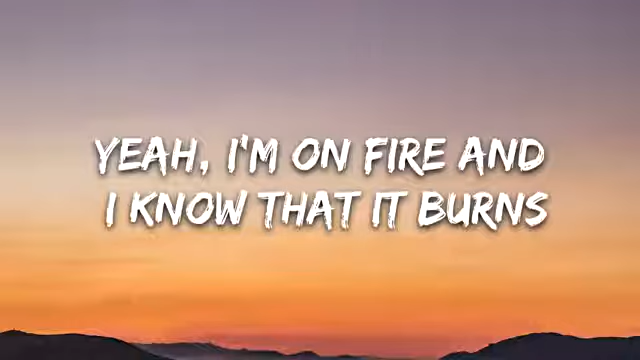 YEAH, I'M ON FIRE AND
I KNOW THAT IT BURNS